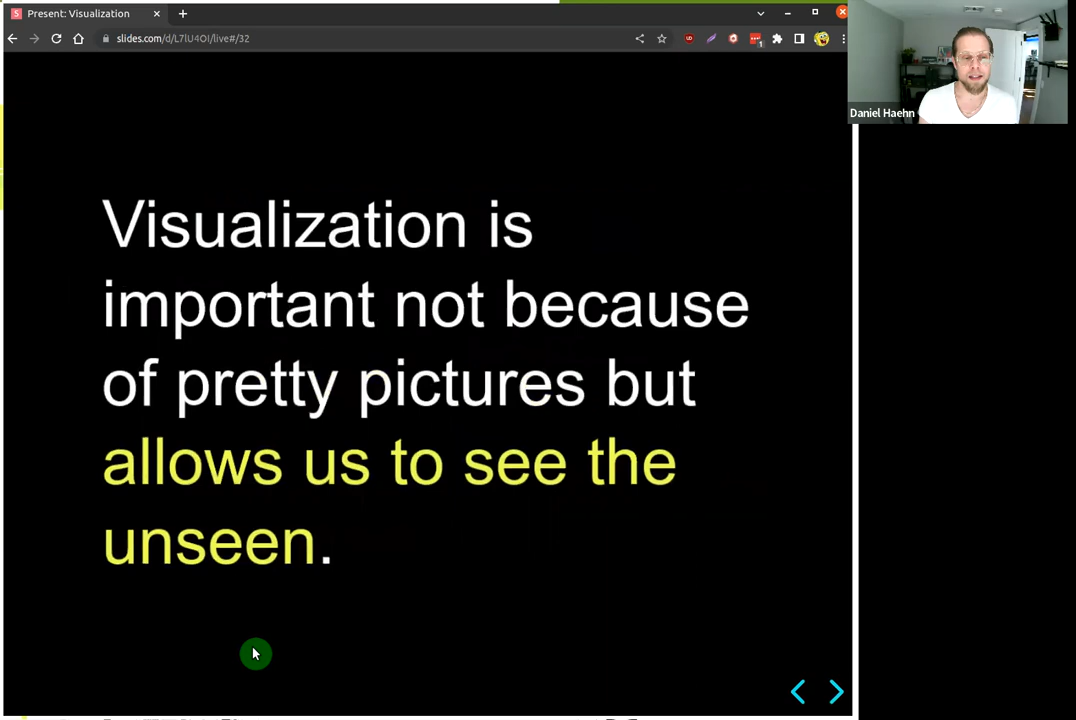 Present: Visualization
slides.com/d/L7lU4OI/live#/32
Daniel Haehn
Visualization is
important not because
of pretty pictures but
allows us to see the
unseen.